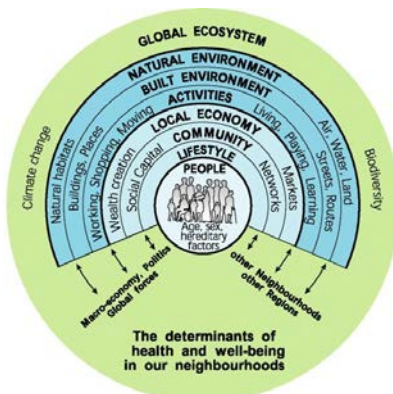 GLOBAL ECOSYSTEM
NATURAL ENVIRONMENT
BUILT ENVIRONMENT
ACTIVITIES
LOCAL ECONOMY
COMMUNITY
LIFESTYLE
PEOPLE
Age, sex,
hereditary
factors
Climate change
Natural habitats
Buildings, Places
Working, Shopping, Moving
Wealth creation
Social Capital
Networks
Markets
Living, Playing, Learning
Streets, Routes
Air, Water, Land
Biodiversity
Macro-economy, Politics
Global forces
other Neighbourhoods
other Regions
The determinants of
health and well-being
in our neighbourhoods